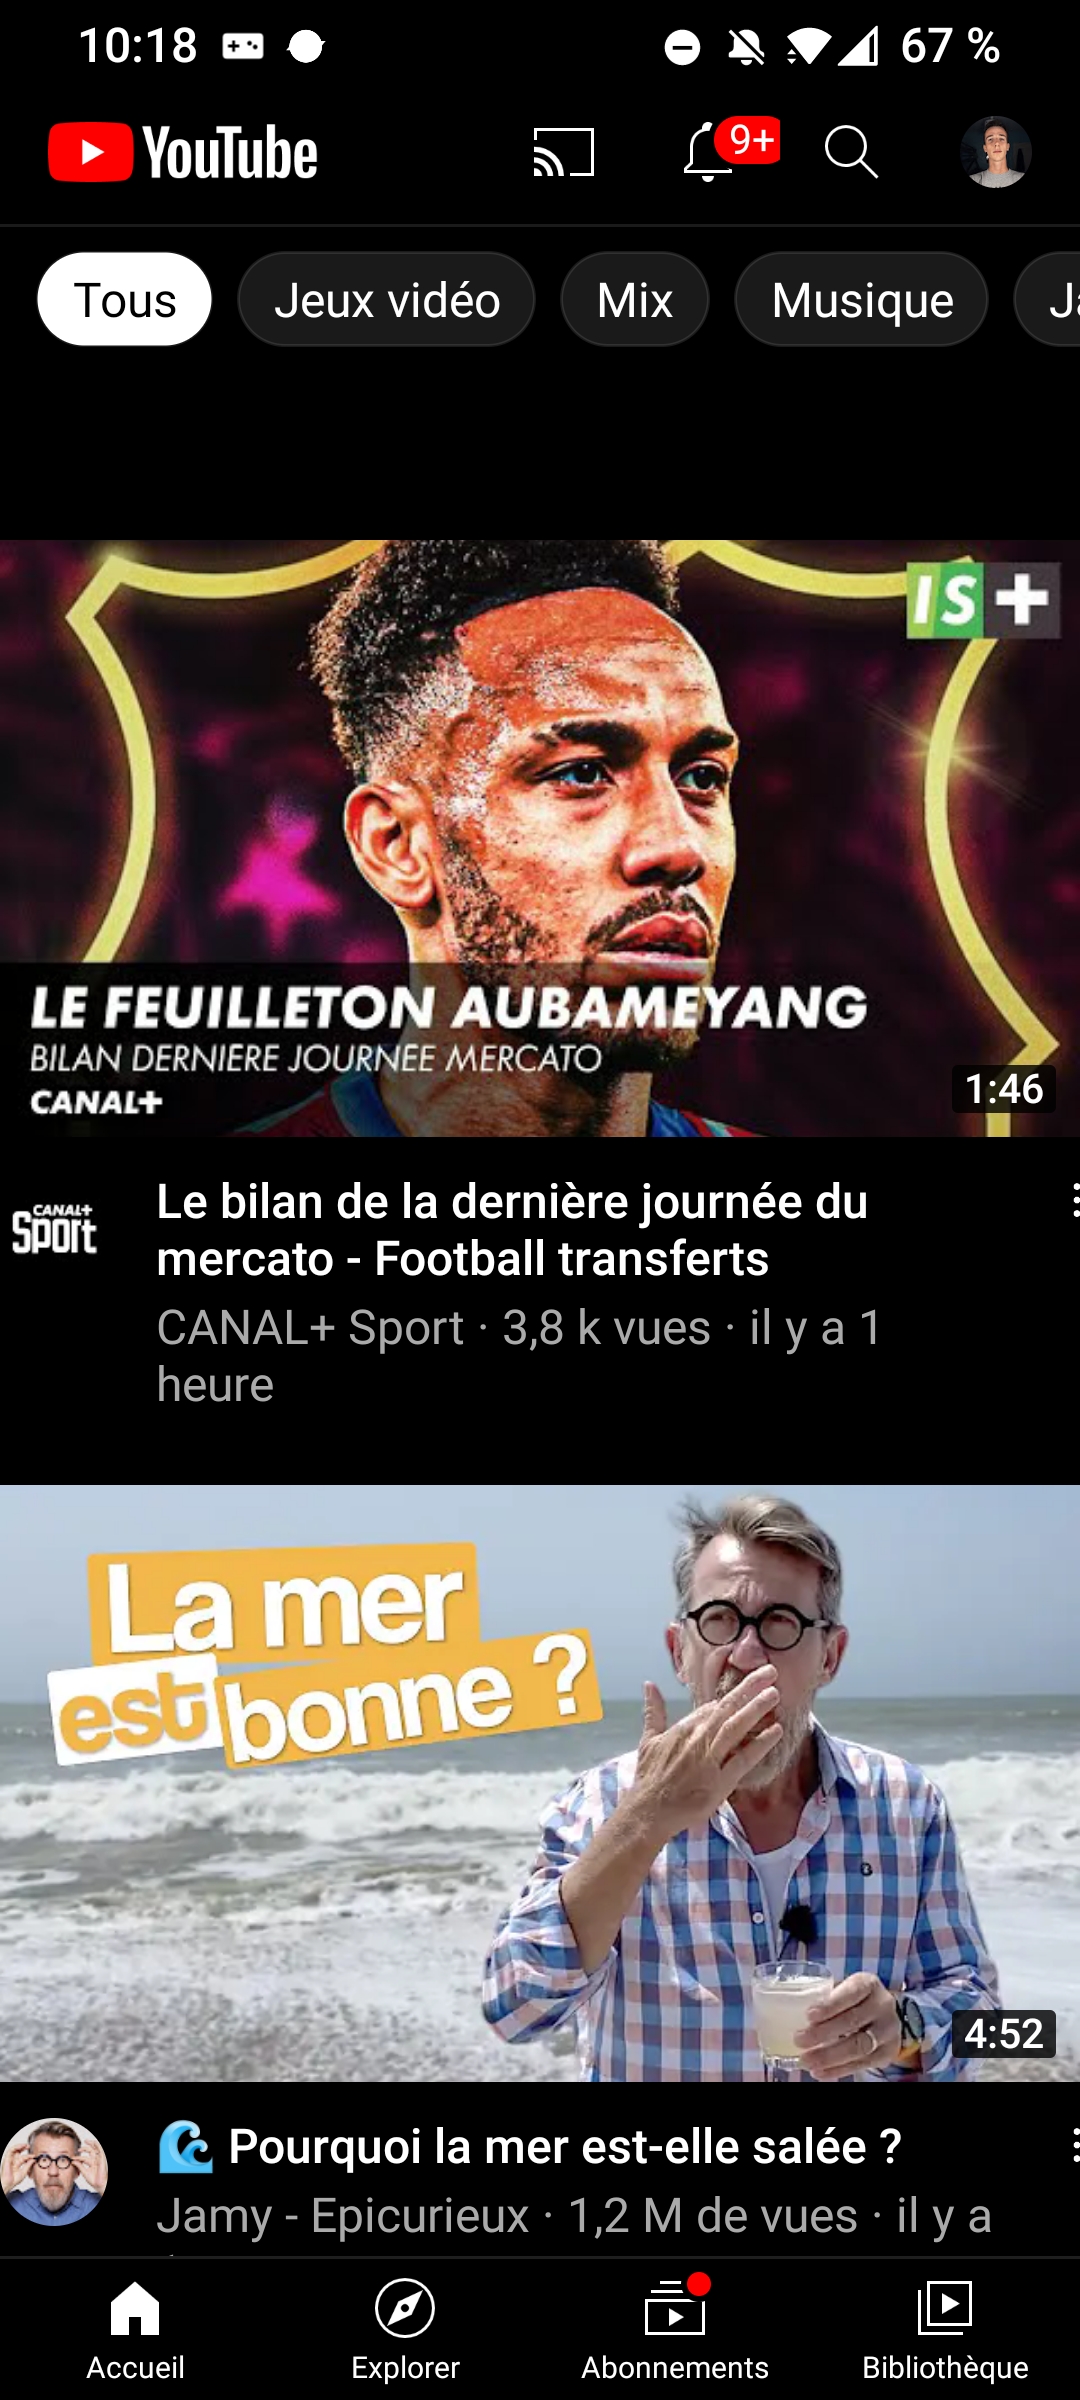 10:18
67 %
YouTube
9+
Tous
Jeux vidéo
Mix
Musique
IS +
LE FEUILLETON AUBAMEYANG
BILAN DERNIERE JOURNEE MERCATO
CANAL+
1:46
CANAL+
Sport
Le bilan de la dernière journée du
mercato - Football transferts
CANAL+ Sport · 3,8 k vues · il y a 1
heure
La mer
est bonne ?
4:52
🌊 Pourquoi la mer est-elle salée ?
Jamy - Epicurieux · 1,2 M de vues · il y a
Accueil
Explorer
Abonnements
Bibliothèque